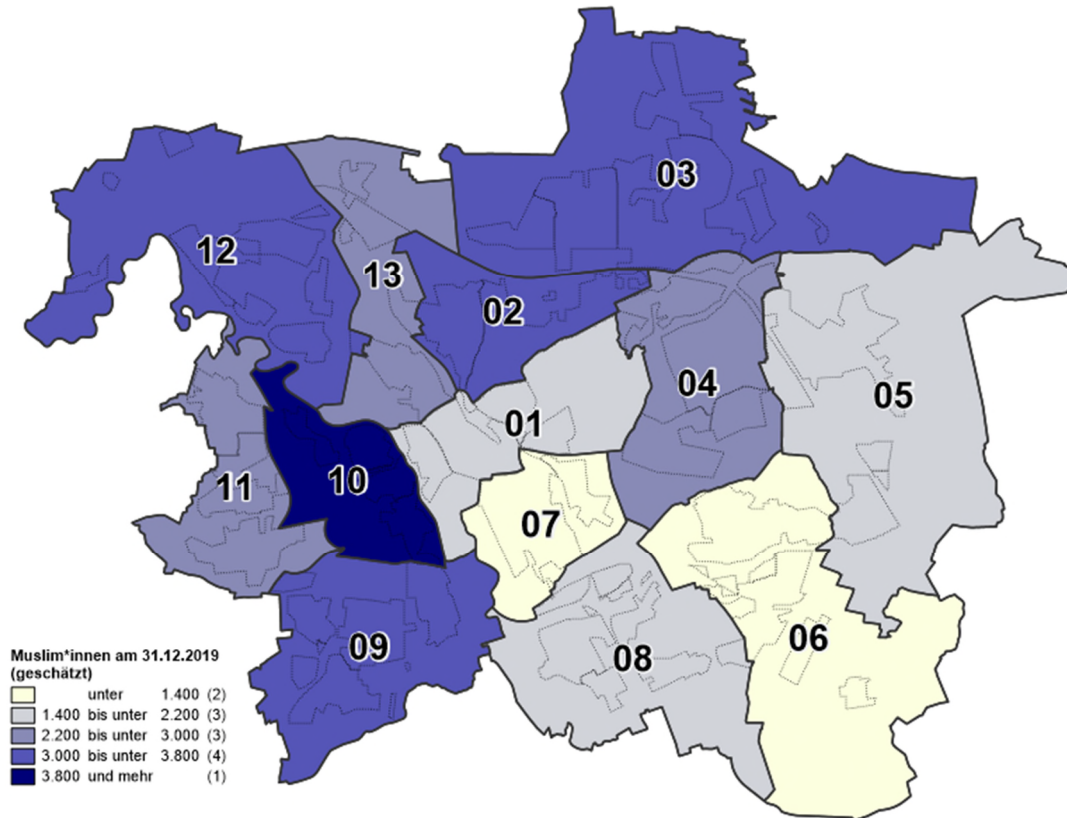 03
12
13
02
04
05
01
10
11
07
09
08
06
Muslim*innen am 31.12.2019
(geschätzt)
unter 1.400 (2)
1.400 bis unter 2.200 (3)
2.200 bis unter 3.000 (3)
3.000 bis unter 3.800 (4)
3.800 und mehr (1)